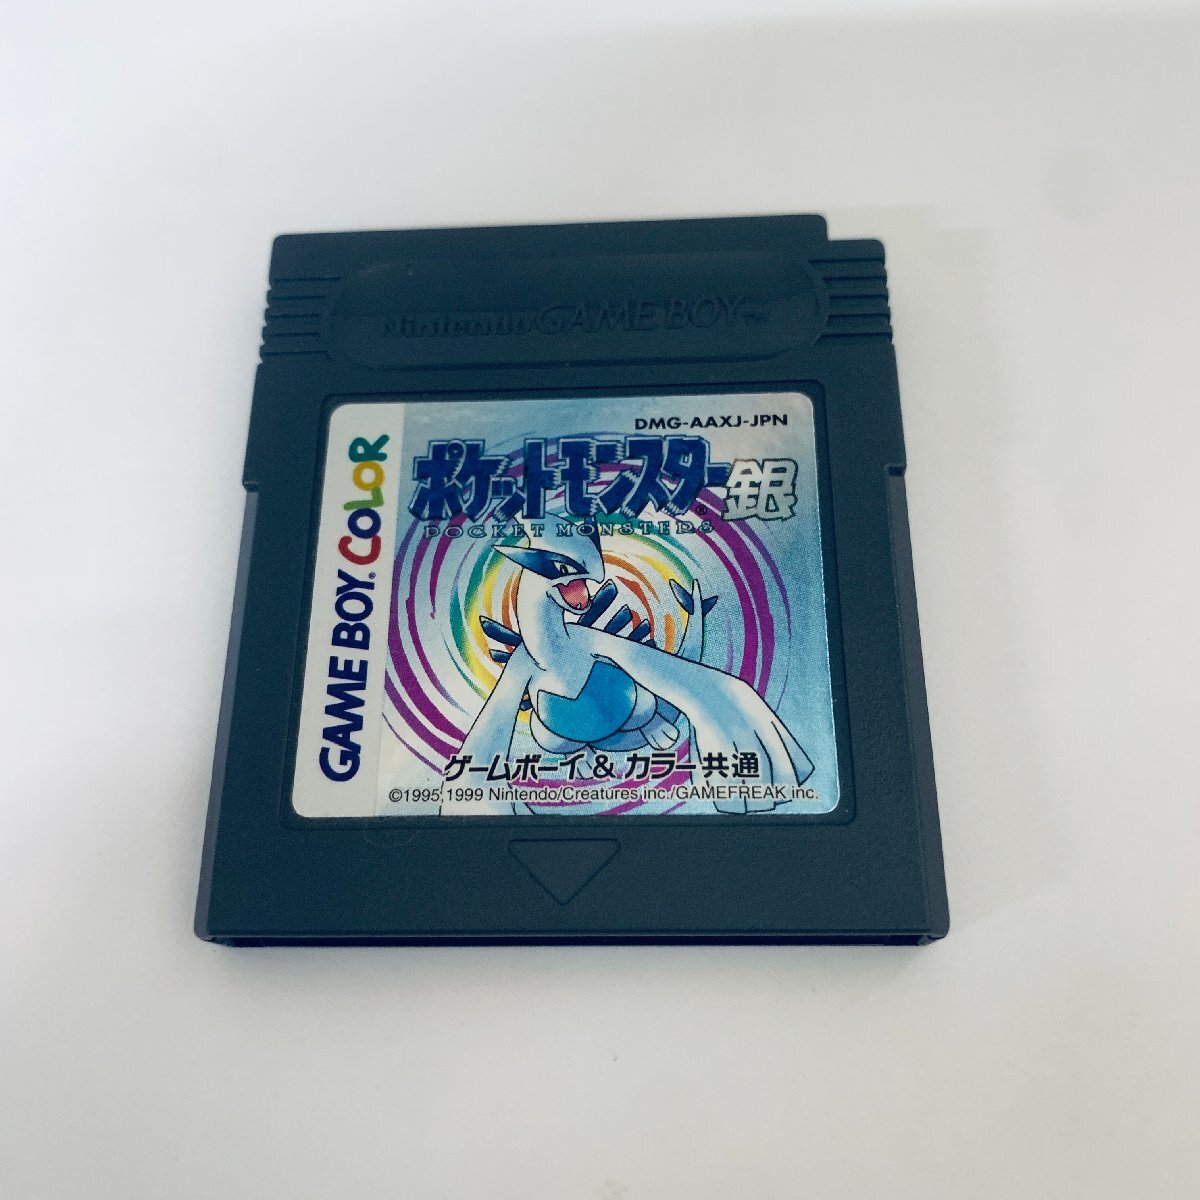 Nintendo GAME BOY™
DMG-AAXJ-JPN
ポケットモンスター®銀
POCKET MONSTERS
GAME BOY COLOR
ゲームボーイ & カラー共通
©1995,1999 Nintendo/Creatures inc./GAMEFREAK inc.